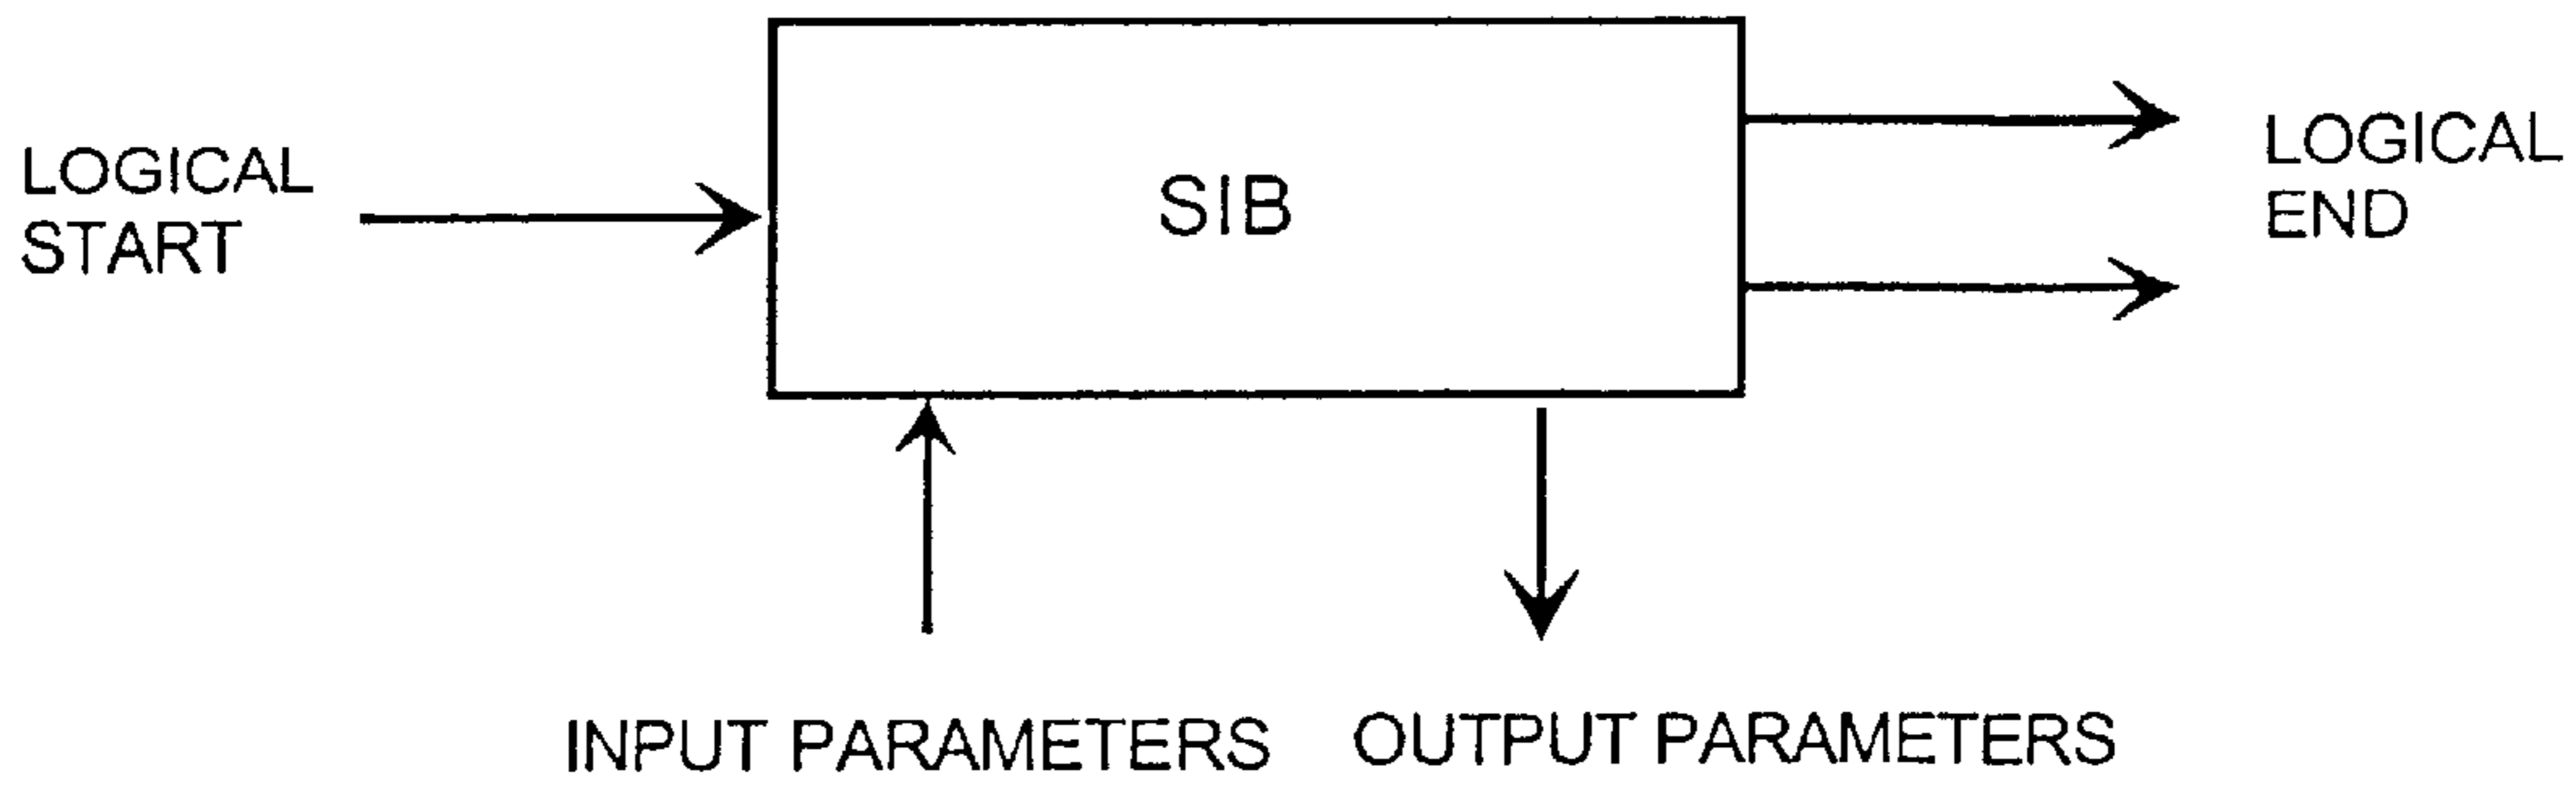 LOGICAL
START
SIB
LOGICAL
END
INPUT PARAMETERS
OUTPUT PARAMETERS